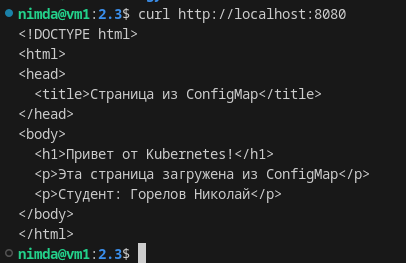 nimda@vm1:2.3$ curl http://localhost:8080
<!DOCTYPE html>
<html>
<head>
  <title>Страница из ConfigMap</title>
</head>
<body>
  <h1>Привет от Kubernetes!</h1>
  <p>Эта страница загружена из ConfigMap</p>
  <p>Студент: Горелов Николай</p>
</body>
</html>
nimda@vm1:2.3$